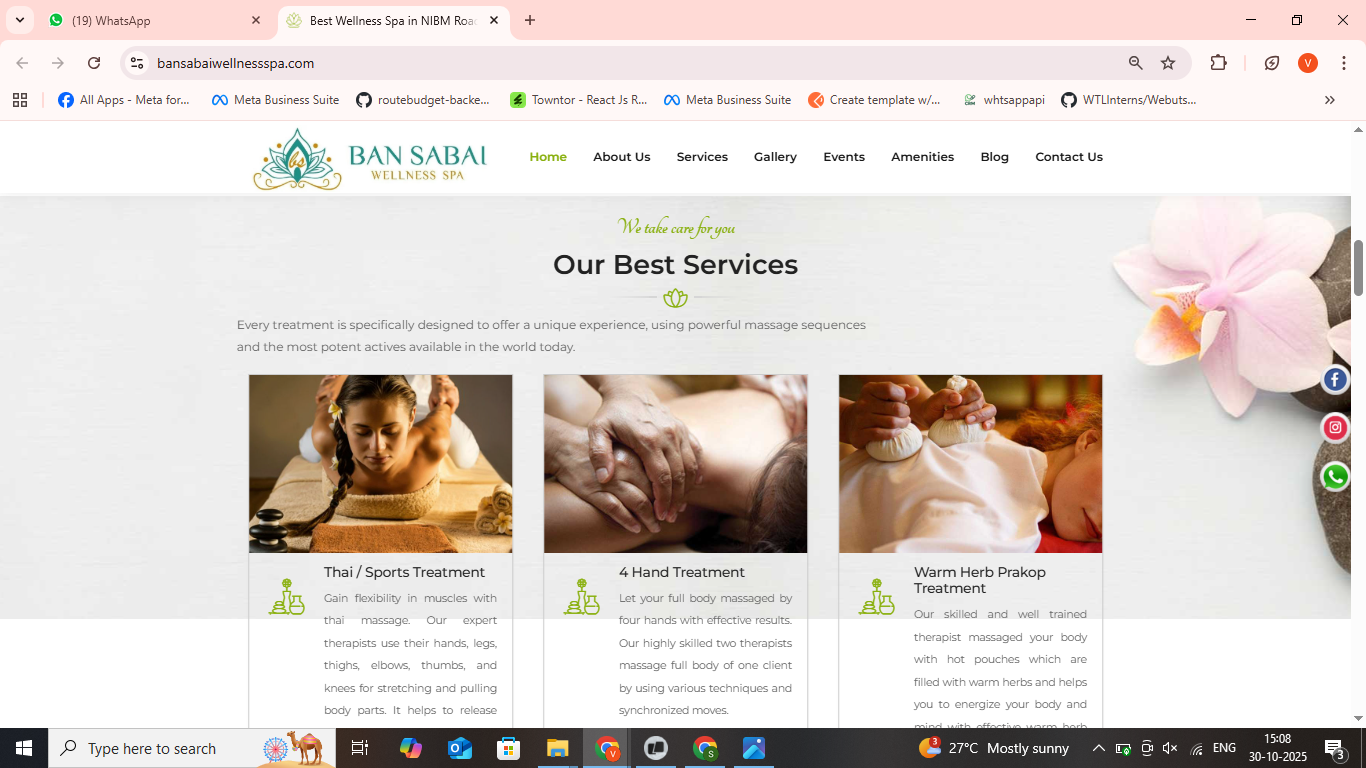 (19) WhatsApp
Best Wellness Spa in NIBM Roa
bansabaiwellnessspa.com
V
All Apps - Meta for...
Meta Business Suite
routebudget-backe...
Towntor - React Js R...
Meta Business Suite
Create template w/...
whtsappapi
WTLInterns/Webuts...
bs
BAN SABAI
WELLNESS SPA
Home
About Us
Services
Gallery
Events
Amenities
Blog
Contact Us
We take care for you
Our Best Services
Every treatment is specifically designed to offer a unique experience, using powerful massage sequences
and the most potent actives available in the world today.
Thai / Sports Treatment
Gain flexibility in muscles with
thai massage. Our expert
therapists use their hands, legs,
thighs, elbows, thumbs, and
knees for stretching and pulling
body parts. It helps to release
4 Hand Treatment
Let your full body massaged by
four hands with effective results.
Our highly skilled two therapists
massage full body of one client
by using various techniques and
synchronized moves.
Warm Herb Prakop
Treatment
Our skilled and well trained
therapist massaged your body
with hot pouches which are
filled with warm herbs and helps
you to energize your body and
mind with effective warm herb
Type here to search
V
S
3
27°C Mostly sunny
ENG
15:08
30-10-2025
3